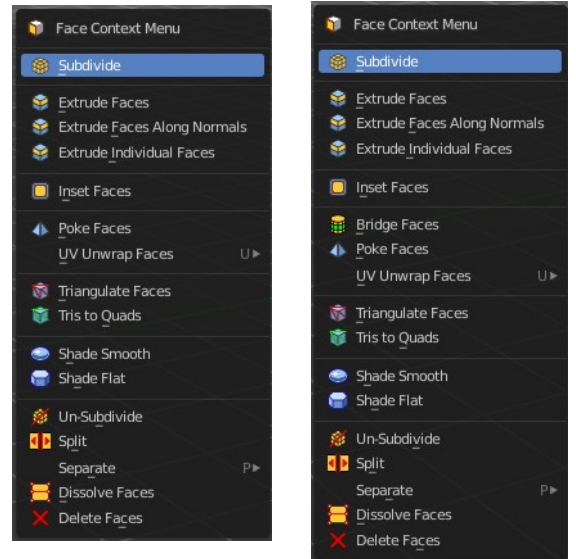 Face Context Menu
Subdivide
Extrude Faces
Extrude Faces Along Normals
Extrude Individual Faces
Inset Faces
Poke Faces
UV Unwrap Faces U
Triangulate Faces
Tris to Quads
Shade Smooth
Shade Flat
Un-Subdivide
Split
Separate P
Dissolve Faces
Delete Faces
Face Context Menu
Subdivide
Extrude Faces
Extrude Faces Along Normals
Extrude Individual Faces
Inset Faces
Bridge Faces
Poke Faces
UV Unwrap Faces U
Triangulate Faces
Tris to Quads
Shade Smooth
Shade Flat
Un-Subdivide
Split
Separate P
Dissolve Faces
Delete Faces